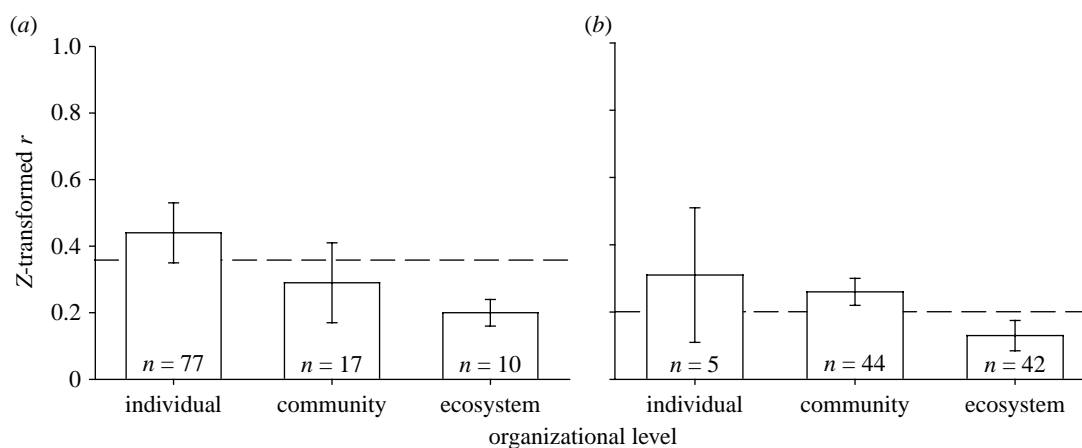 (a)
(b)
Z-transformed r
1.0
0.8
0.6
0.4
0.2
0
n = 77
n = 17
n = 10
n = 5
n = 44
n = 42
individual
community
ecosystem
individual
community
ecosystem
organizational level